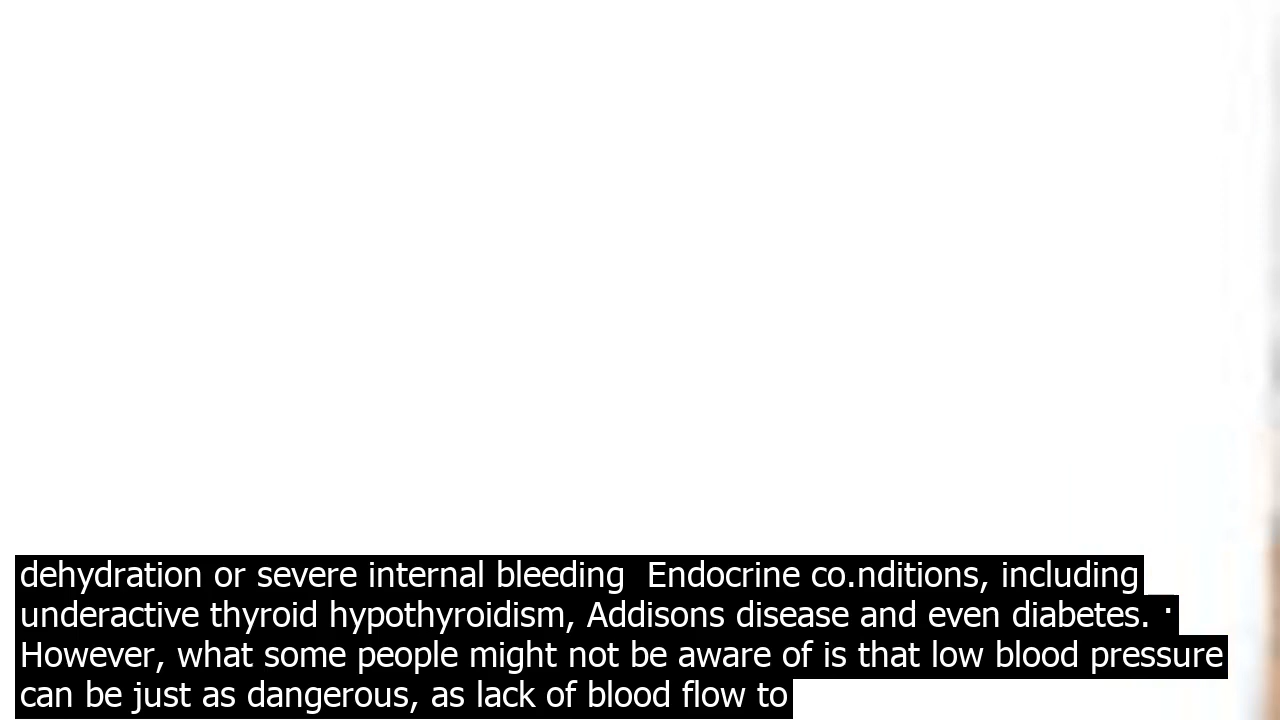 dehydration or severe internal bleeding  Endocrine co.nditions, including
underactive thyroid hypothyroidism, Addisons disease and even diabetes. ·
However, what some people might not be aware of is that low blood pressure
can be just as dangerous, as lack of blood flow to